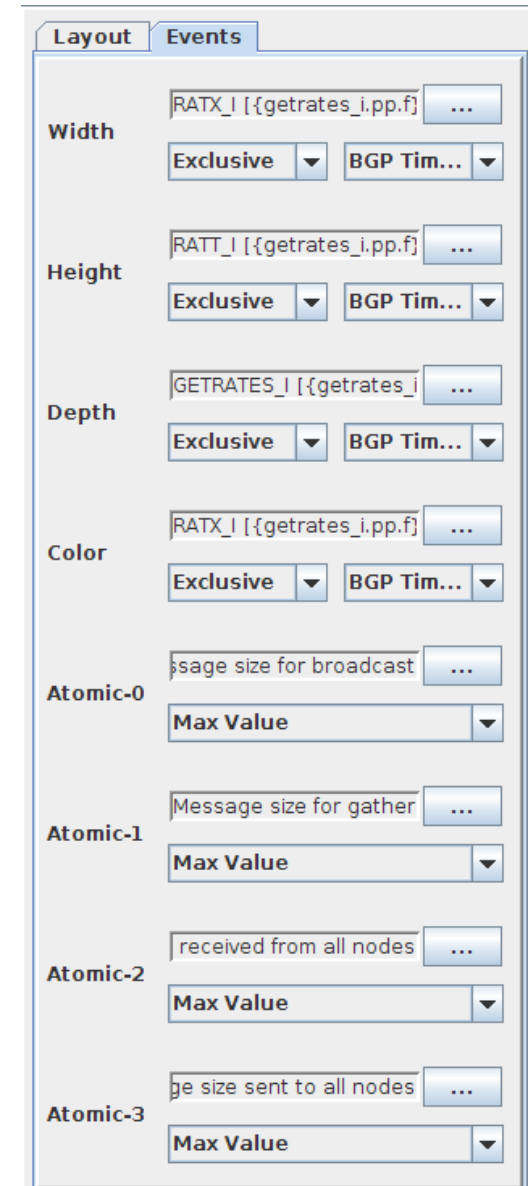 Layout Events
RATX_I [{getrates_i.pp.f} ...
Width
Exclusive BGP Tim...
RATT_I [{getrates_i.pp.f} ...
Height
Exclusive BGP Tim...
GETRATES_I [{getrates_i ...
Depth
Exclusive BGP Tim...
RATX_I [{getrates_i.pp.f} ...
Color
Exclusive BGP Tim...
ssage size for broadcast ...
Atomic-0
Max Value
Message size for gather ...
Atomic-1
Max Value
received from all nodes ...
Atomic-2
Max Value
ge size sent to all nodes ...
Atomic-3
Max Value